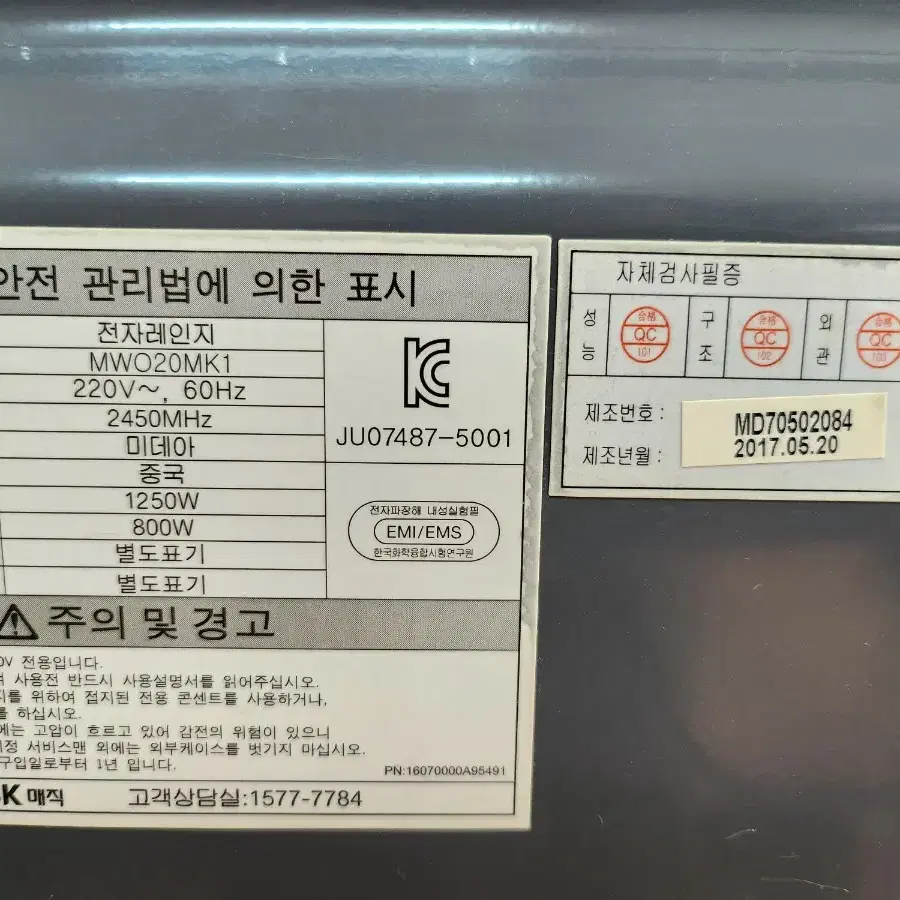 안전 관리법에 의한 표시
전자레인지
MWO20MK1
220V~, 60Hz
2450MHz
미데아
중국
1250W
800W
별도표기
별도표기
JU07487-5001
전자파장해 내성실험필
EMI/EMS
한국화학융합시험연구원
주의 및 경고
0V 전용입니다.
사용전 반드시 사용설명서를 읽어주십시오.
를 위하여 접지된 전용 콘센트를 사용하거나,
를 하십시오.
에는 고압이 흐르고 있어 감전의 위험이 있으니
서비스맨 외에는 외부케이스를 벗기지 마십시오.
구입일로부터 1년 입니다.
PN:16070000A95491
SK 매직
고객상담실:1577-7784
자체검사필증
성능
合格
QC
101
구조
合格
QC
102
외관
合格
QC
103
제조번호 : MD70502084
제조년월 : 2017.05.20